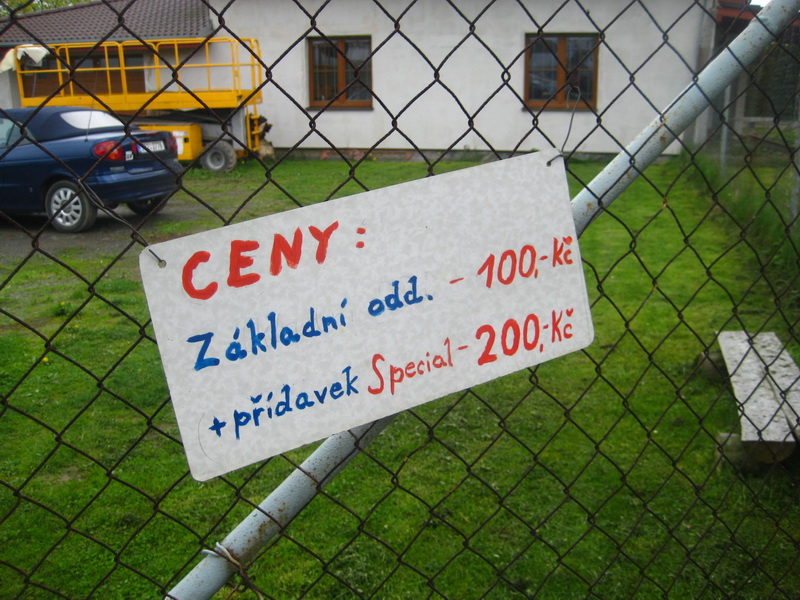 CENY:
Základní odd. - 100,-Kč
+přídavek Special - 200,-Kč